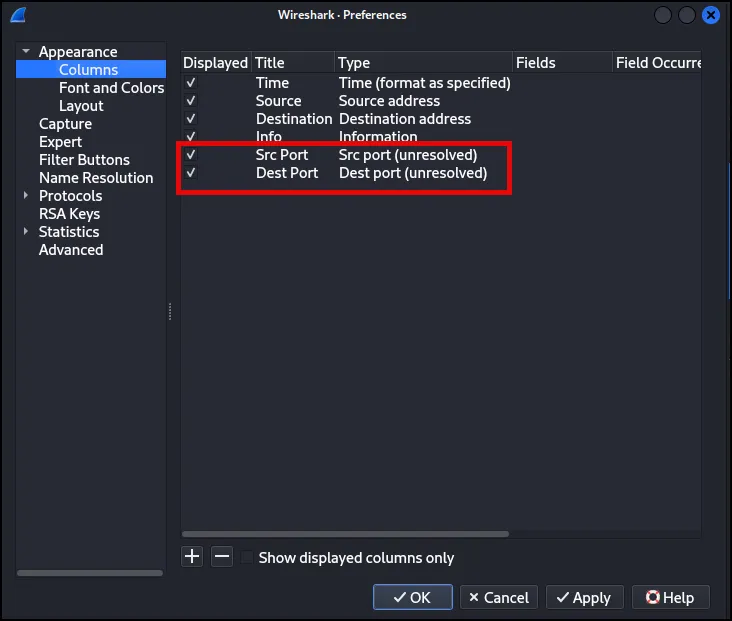 Wireshark · Preferences
Appearance
Columns
Font and Colors
Layout
Capture
Expert
Filter Buttons
Name Resolution
Protocols
RSA Keys
Statistics
Advanced
Displayed Title Type Fields Field Occurre
Time Time (format as specified)
Source Source address
Destination Destination address
Info Information
Src Port Src port (unresolved)
Dest Port Dest port (unresolved)
Show displayed columns only
OK Cancel Apply Help